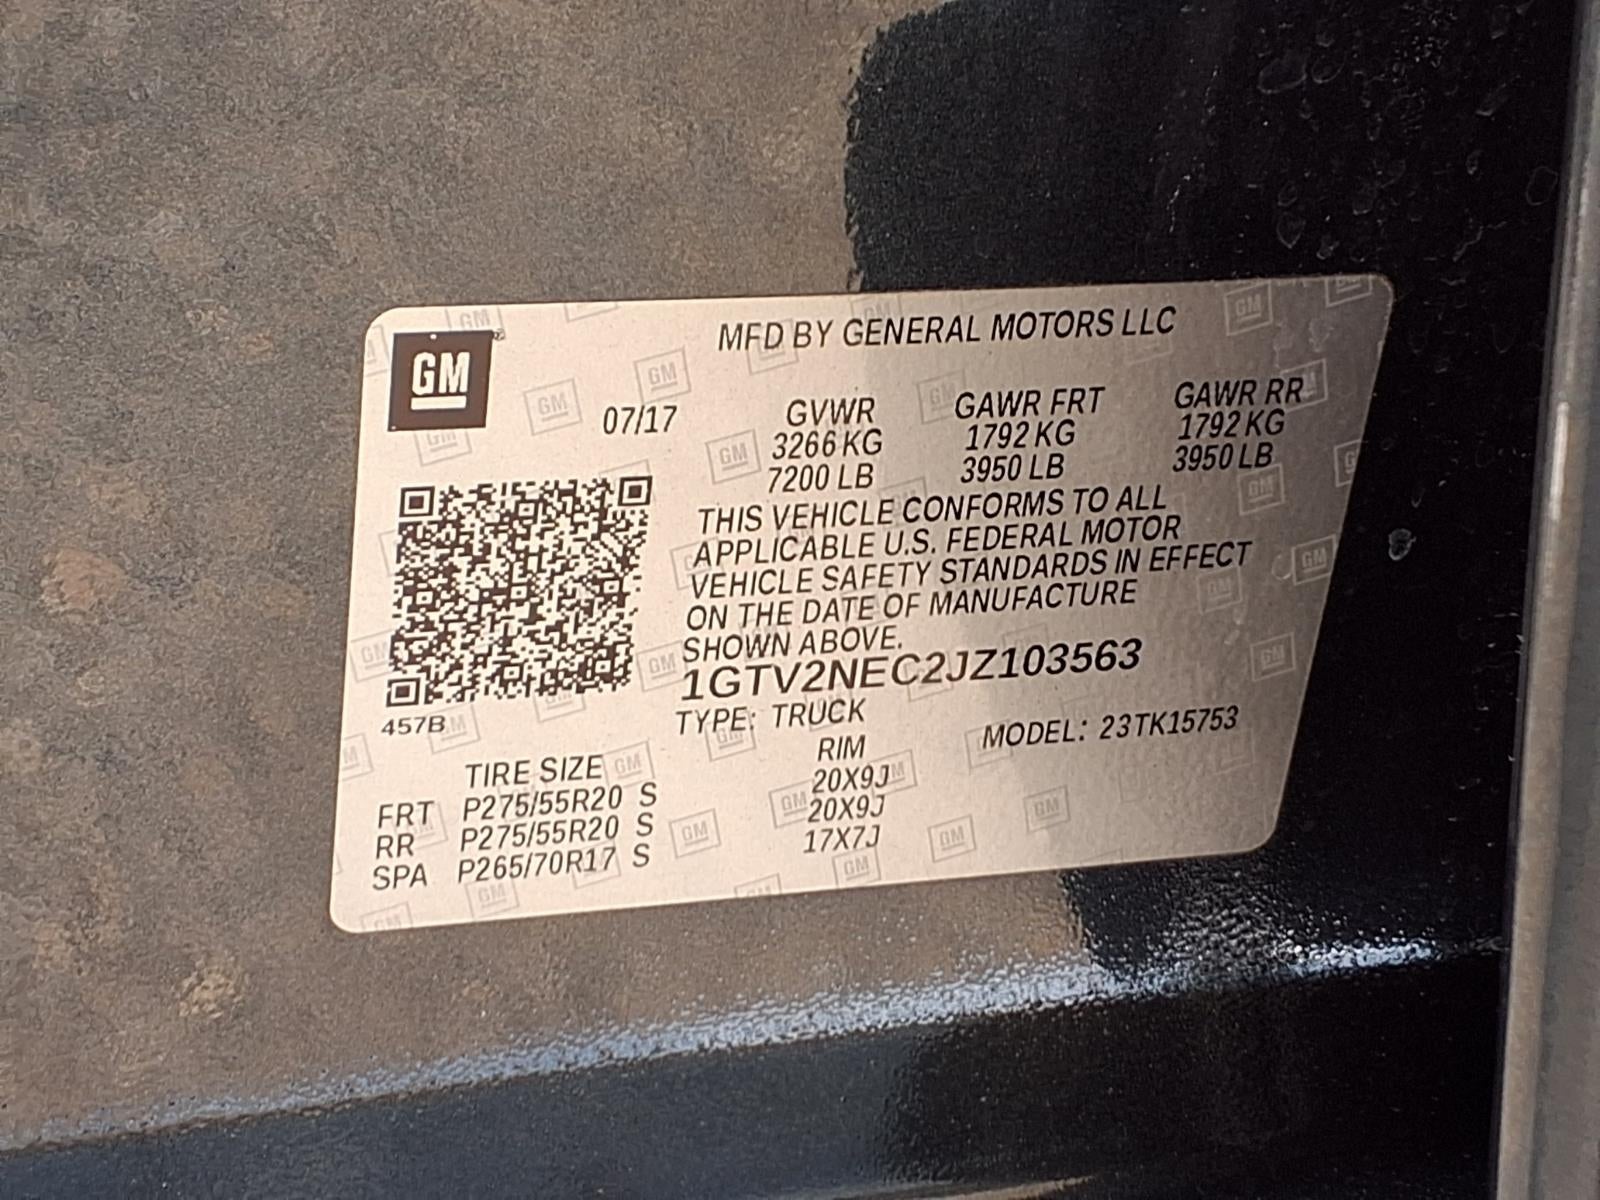 GM
MFD BY GENERAL MOTORS LLC
07/17
GVWR GAWR FRT GAWR RR
3266 KG 1792 KG 1792 KG
7200 LB 3950 LB 3950 LB
THIS VEHICLE CONFORMS TO ALL
APPLICABLE U.S. FEDERAL MOTOR
VEHICLE SAFETY STANDARDS IN EFFECT
ON THE DATE OF MANUFACTURE
SHOWN ABOVE.
1GTV2NEC2JZ103563
457B
TYPE: TRUCK MODEL: 23TK15753
TIRE SIZE RIM
FRT P275/55R20 S 20X9J
RR P275/55R20 S 20X9J
SPA P265/70R17 S 17X7J